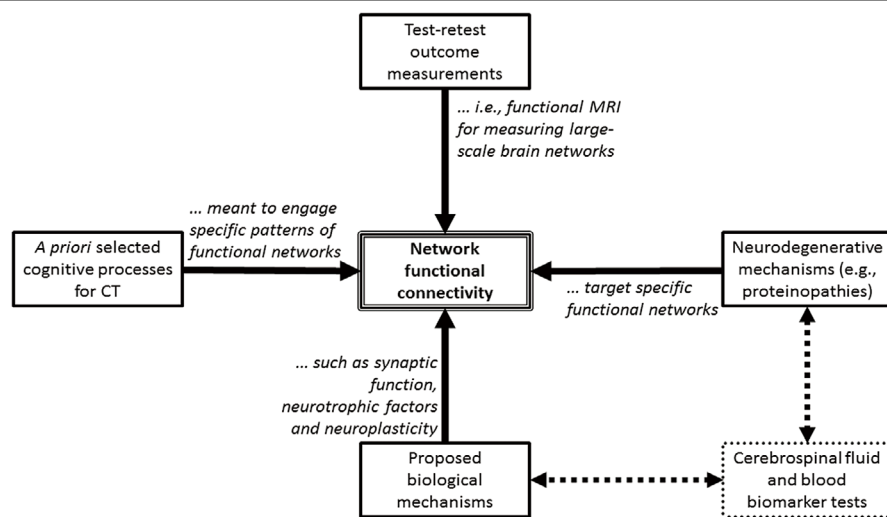 Test-retest
outcome
measurements
... i.e., functional MRI
for measuring large-
scale brain networks
... meant to engage
specific patterns of
functional networks
A priori selected
cognitive processes
for CT
Network
functional
connectivity
Neurodegenerative
mechanisms (e.g.,
proteinopathies)
... target specific
functional networks
... such as synaptic
function,
neurotrophic factors
and neuroplasticity
Proposed
biological
mechanisms
Cerebrospinal fluid
and blood
biomarker tests